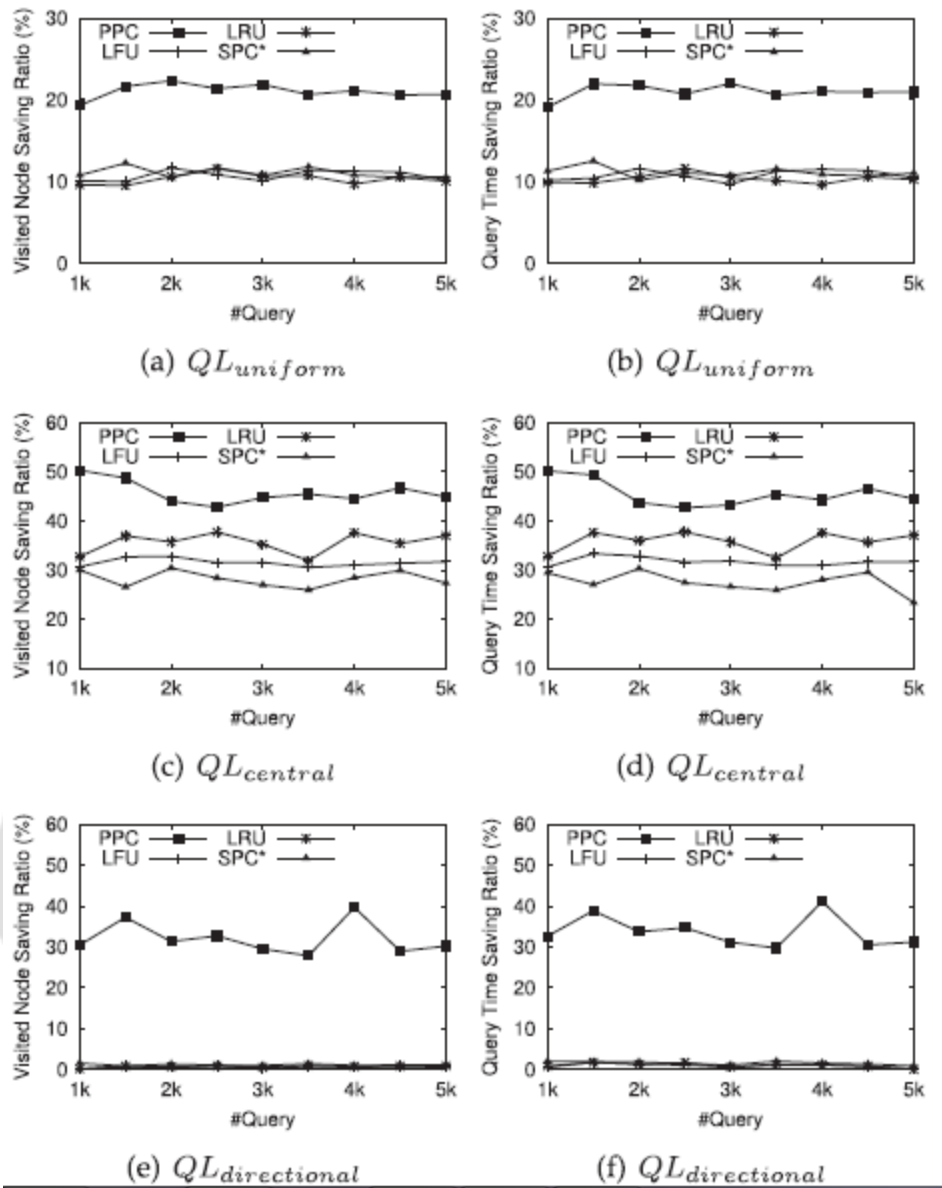 Visited Node Saving Ratio (%)
30
20
10
0
PPC LRU
LFU SPC*
1k 2k 3k 4k 5k
#Query
(a) QLuniform
Query Time Saving Ratio (%)
30
20
10
0
PPC LRU
LFU SPC*
1k 2k 3k 4k 5k
#Query
(b) QLuniform
Visited Node Saving Ratio (%)
60
50
40
30
20
10
PPC LRU
LFU SPC*
1k 2k 3k 4k 5k
#Query
(c) QLcentral
Query Time Saving Ratio (%)
60
50
40
30
20
10
PPC LRU
LFU SPC*
1k 2k 3k 4k 5k
#Query
(d) QLcentral
Visited Node Saving Ratio (%)
60
50
40
30
20
10
0
PPC LRU
LFU SPC*
1k 2k 3k 4k 5k
#Query
(e) QLdirectional
Query Time Saving Ratio (%)
60
50
40
30
20
10
0
PPC LRU
LFU SPC*
1k 2k 3k 4k 5k
#Query
(f) QLdirectional